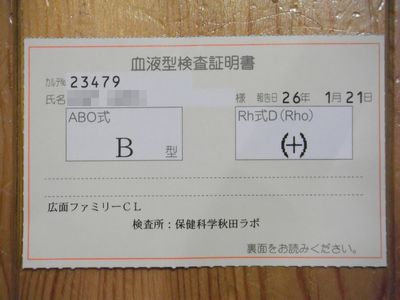 血液型検査証明書
カルテNo 23479
氏名 様 報告日 26年 1月21日
ABO式 Rh式D(Rho)
B 型 (+)
広面ファミリーCL
検査所:保健科学秋田ラボ
裏面をお読みください。